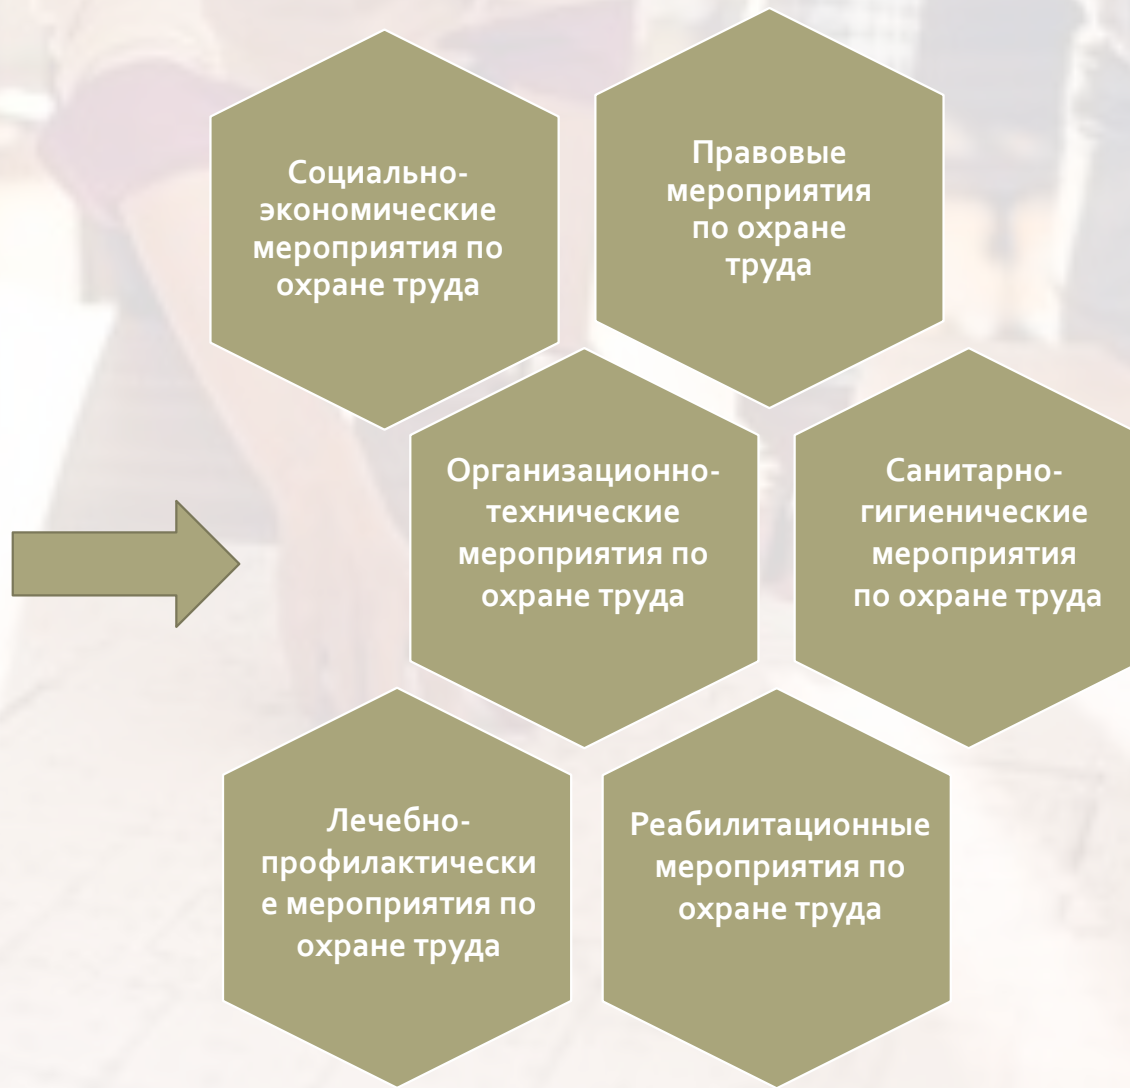 Социально-
экономические
мероприятия по
охране труда
Правовые
мероприятия
по охране
труда
Организационно-
технические
мероприятия по
охране труда
Санитарно-
гигиенические
мероприятия
по охране труда
Лечебно-
профилактически
е мероприятия по
охране труда
Реабилитационные
мероприятия по
охране труда